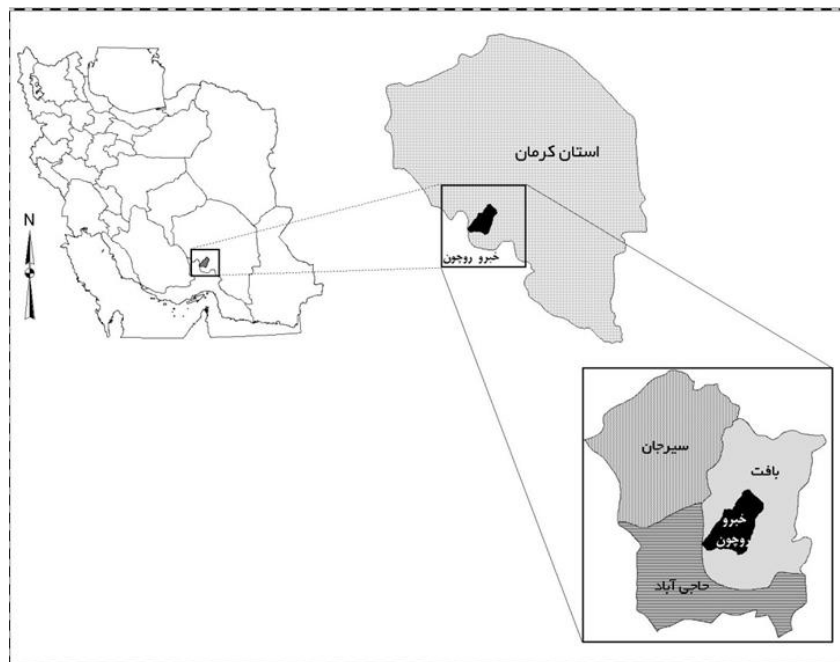 N
استان کرمان
خبرو روچون
سیرجان
بافت
خبرو
روچون
حاجی آباد